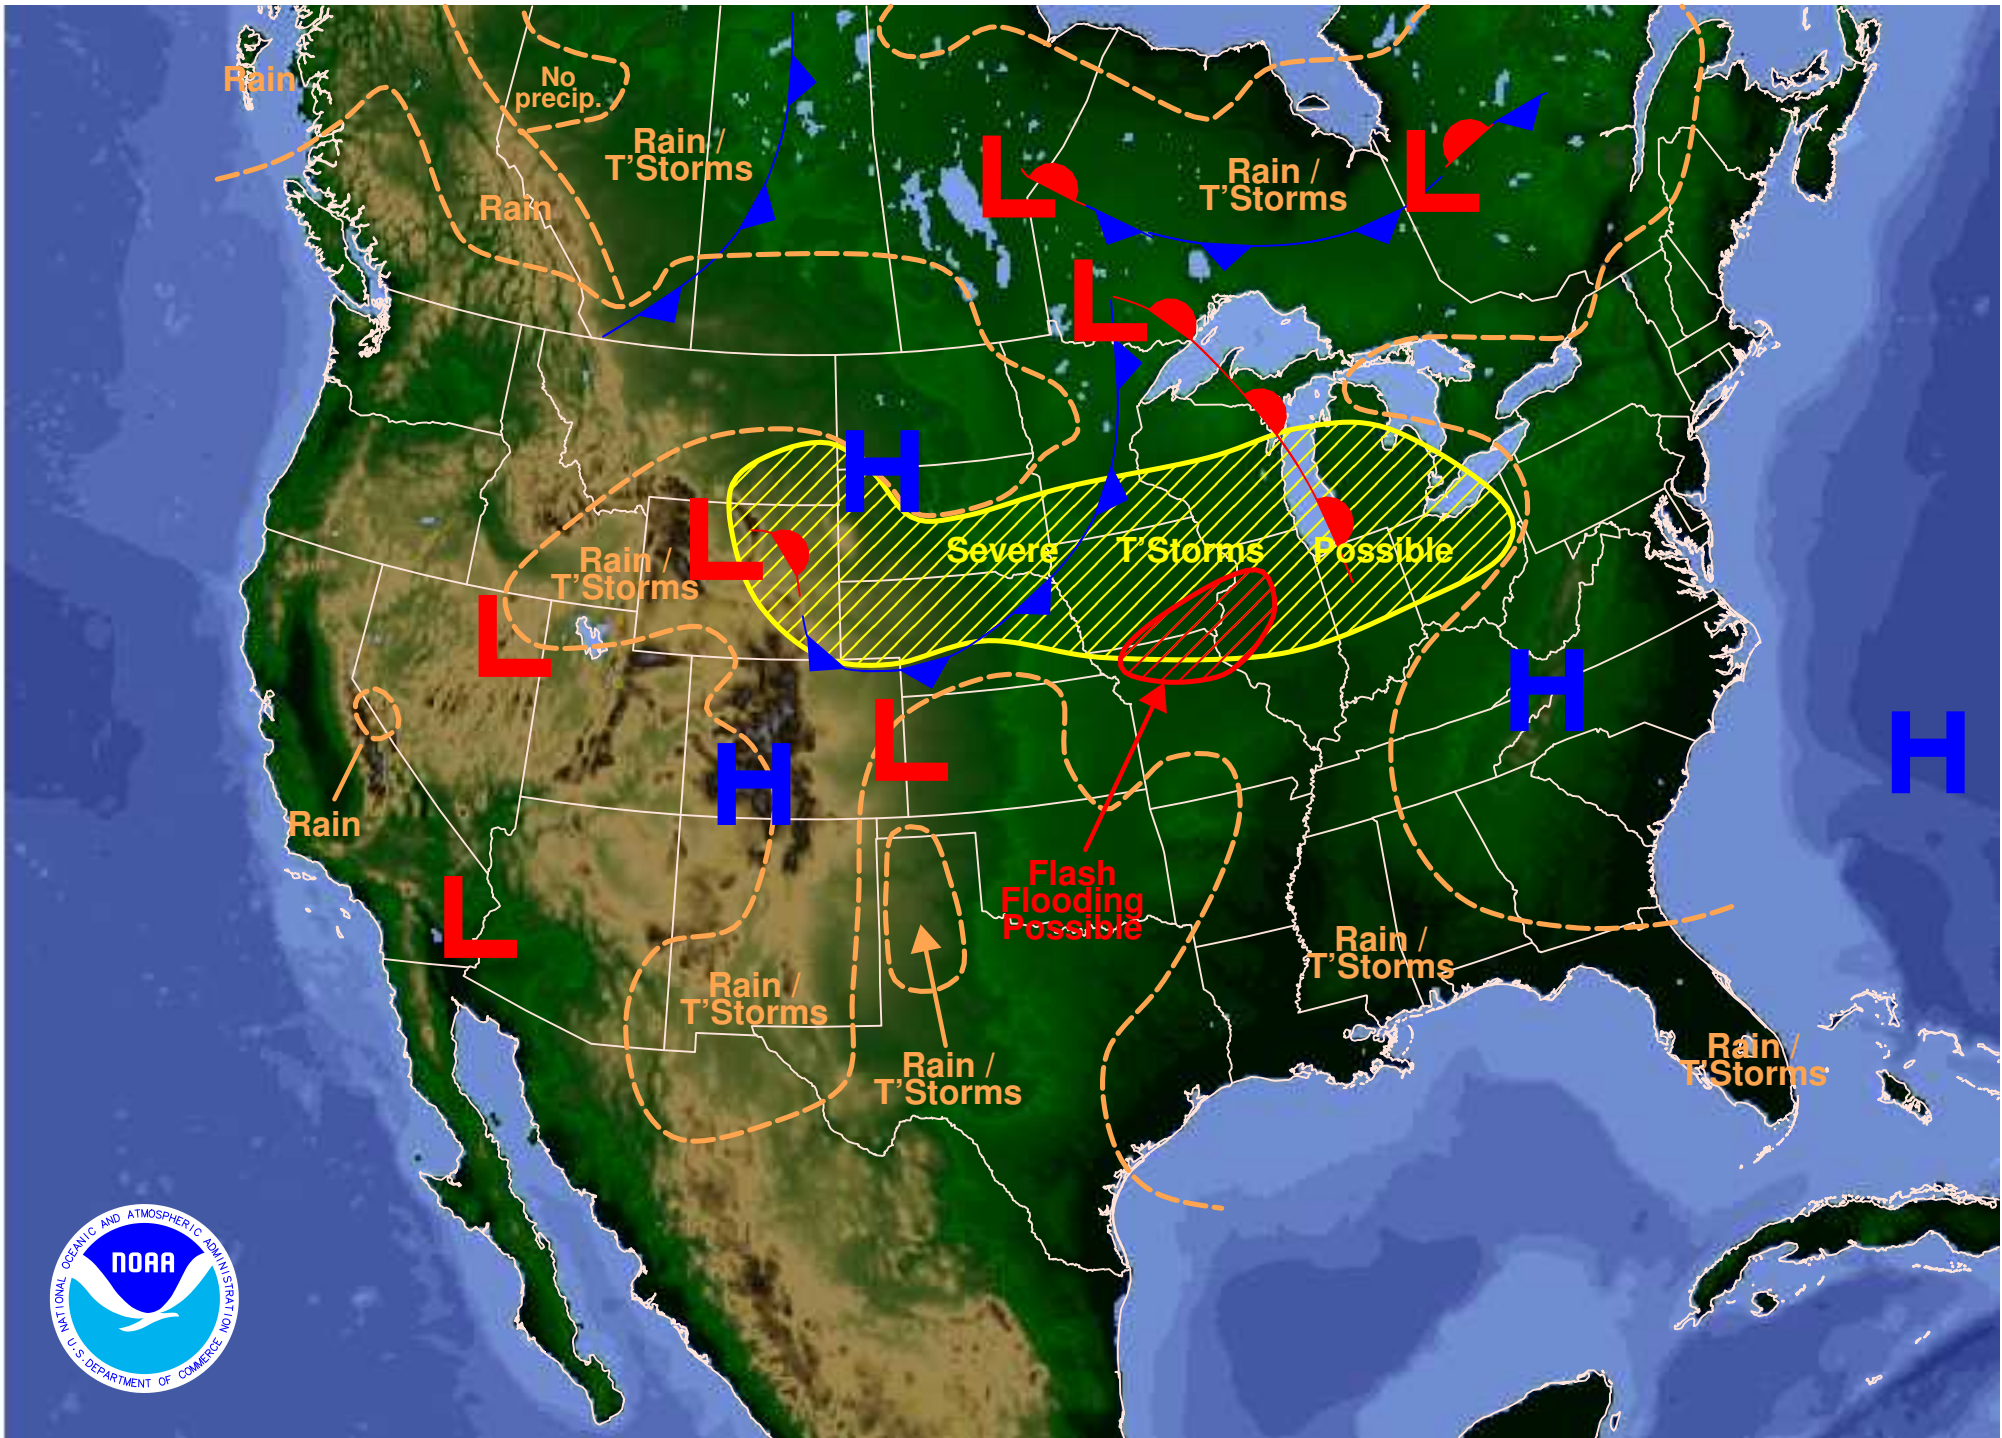 Rain
No
precip.
Rain /
T'Storms
Rain /
T'Storms
Rain
L
L
L
H
L
Rain /
T'Storms
Severe T'Storms Possible
L
H
L
H
H
Rain
Flash
Flooding
Possible
L
Rain /
T'Storms
Rain /
T'Storms
Rain /
T'Storms
Rain /
T'Storms
NATIONAL OCEANIC AND ATMOSPHERIC ADMINISTRATION
NOAA
U.S. DEPARTMENT OF COMMERCE